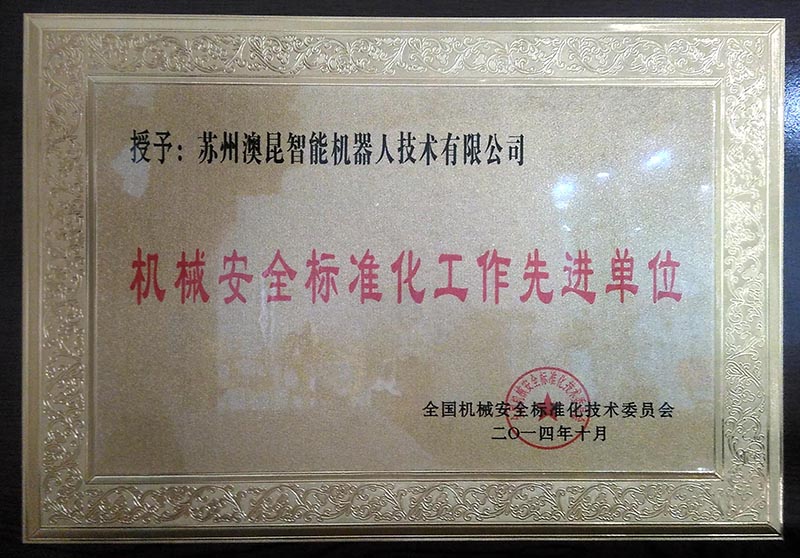 授予：苏州澳昆智能机器人技术有限公司
机械安全标准化工作先进单位
全国机械安全标准化技术委员会
二〇一四年十月